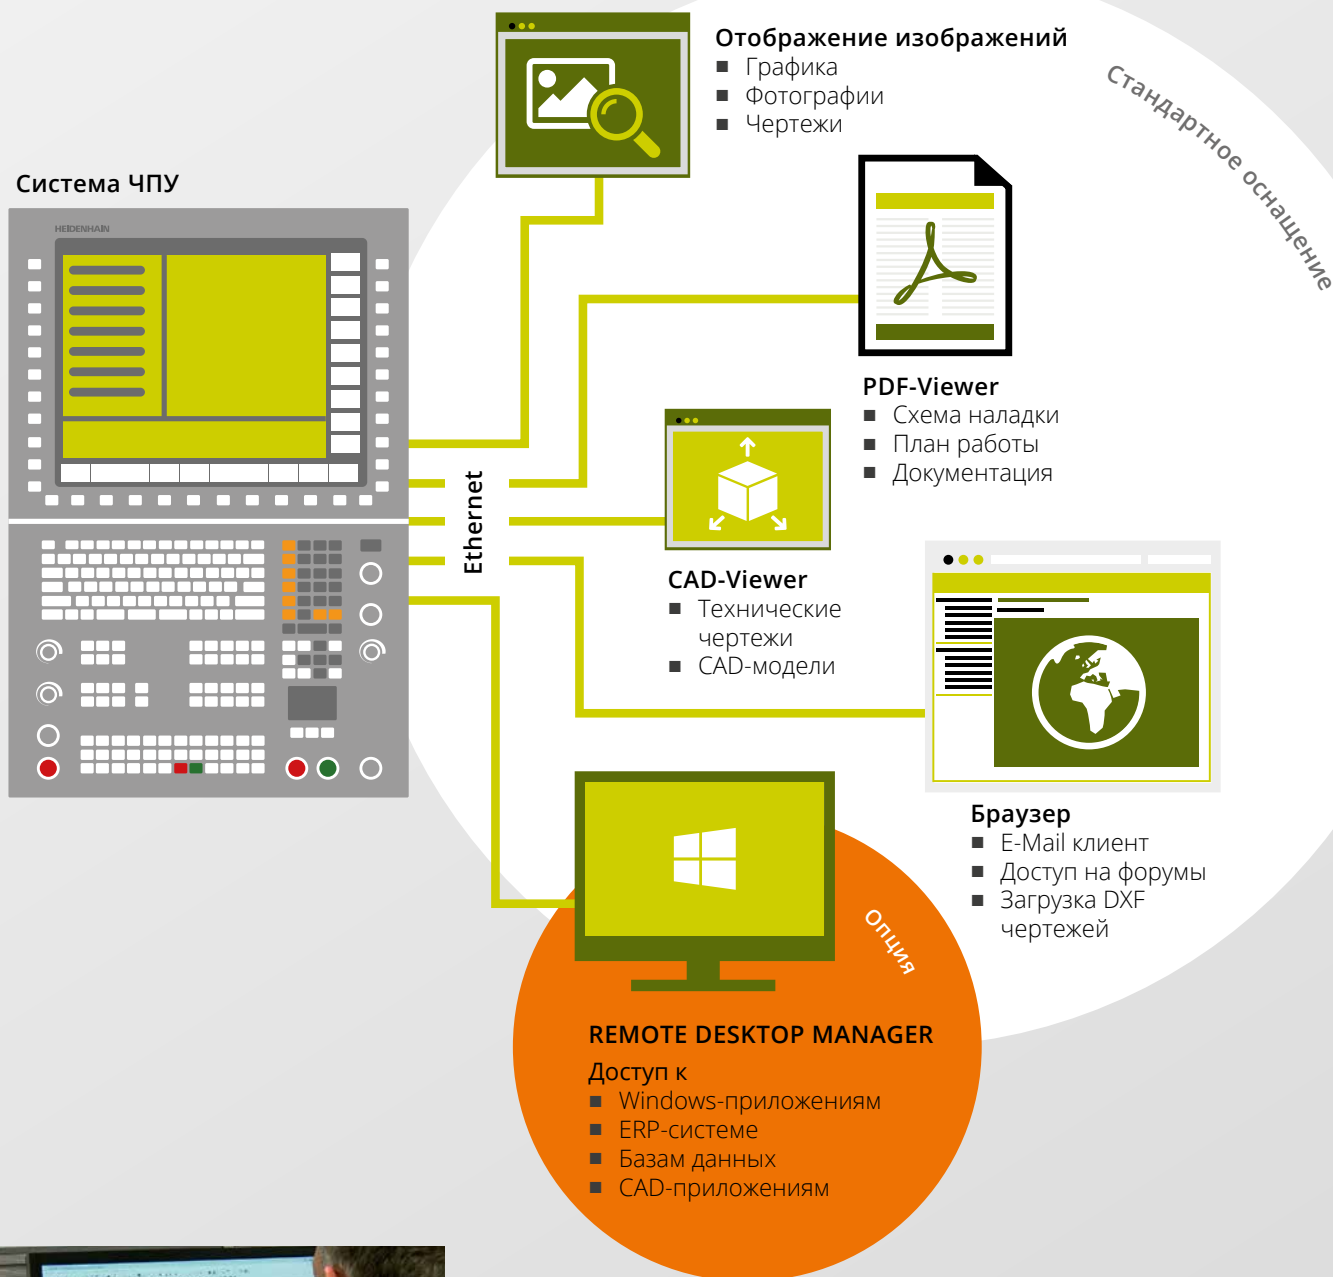 Отображение изображений
■ Графика
■ Фотографии
■ Чертежи
Стандартное оснащение
Система ЧПУ
HEIDENHAIN
PDF-Viewer
■ Схема наладки
■ План работы
■ Документация
Ethernet
CAD-Viewer
■ Технические
чертежи
■ CAD-модели
Браузер
■ E-Mail клиент
■ Доступ на форумы
■ Загрузка DXF
чертежей
Опция
REMOTE DESKTOP MANAGER
Доступ к
■ Windows-приложениям
■ ERP-системе
■ Базам данных
■ CAD-приложениям